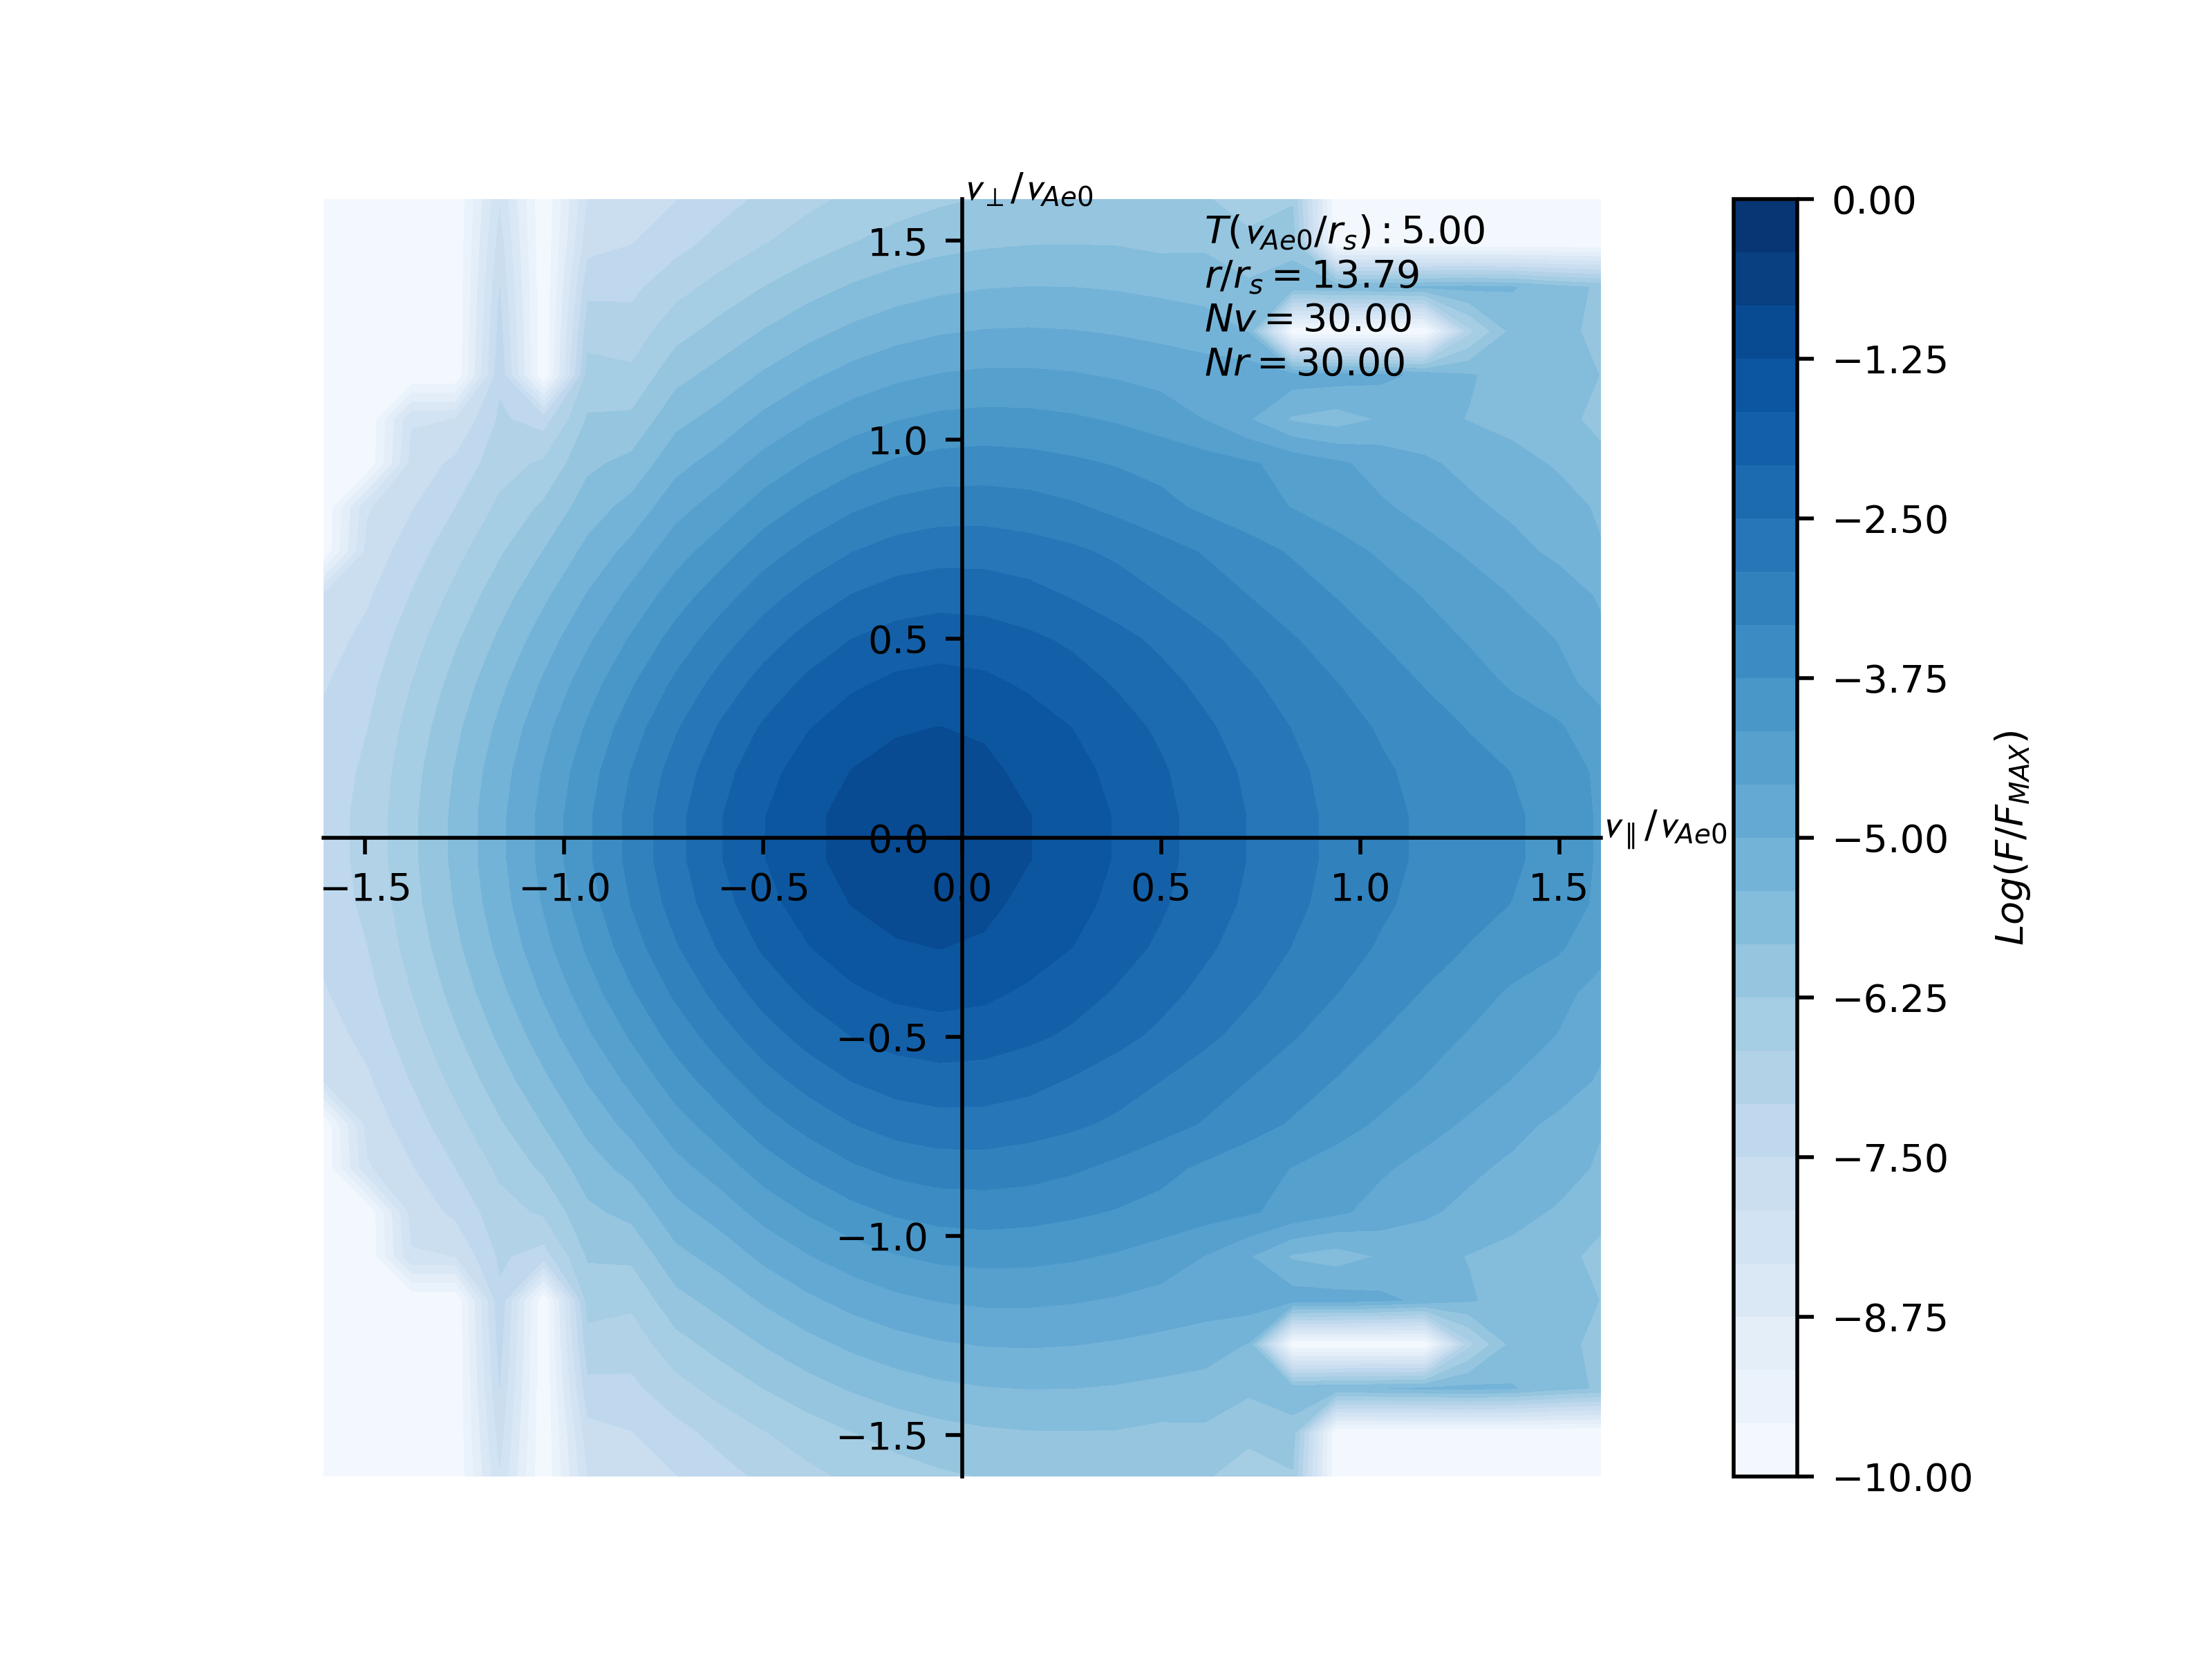 v⊥/vAe0
T(vAe0/rs) : 5.00
r/rs = 13.79
Nv = 30.00
Nr = 30.00
1.5
1.0
0.5
0.0
−0.5
−1.0
−1.5
−1.5 −1.0 −0.5 0.0 0.5 1.0 1.5
v∥/vAe0
0.00
−1.25
−2.50
−3.75
−5.00
−6.25
−7.50
−8.75
−10.00
Log(F/FMAX)